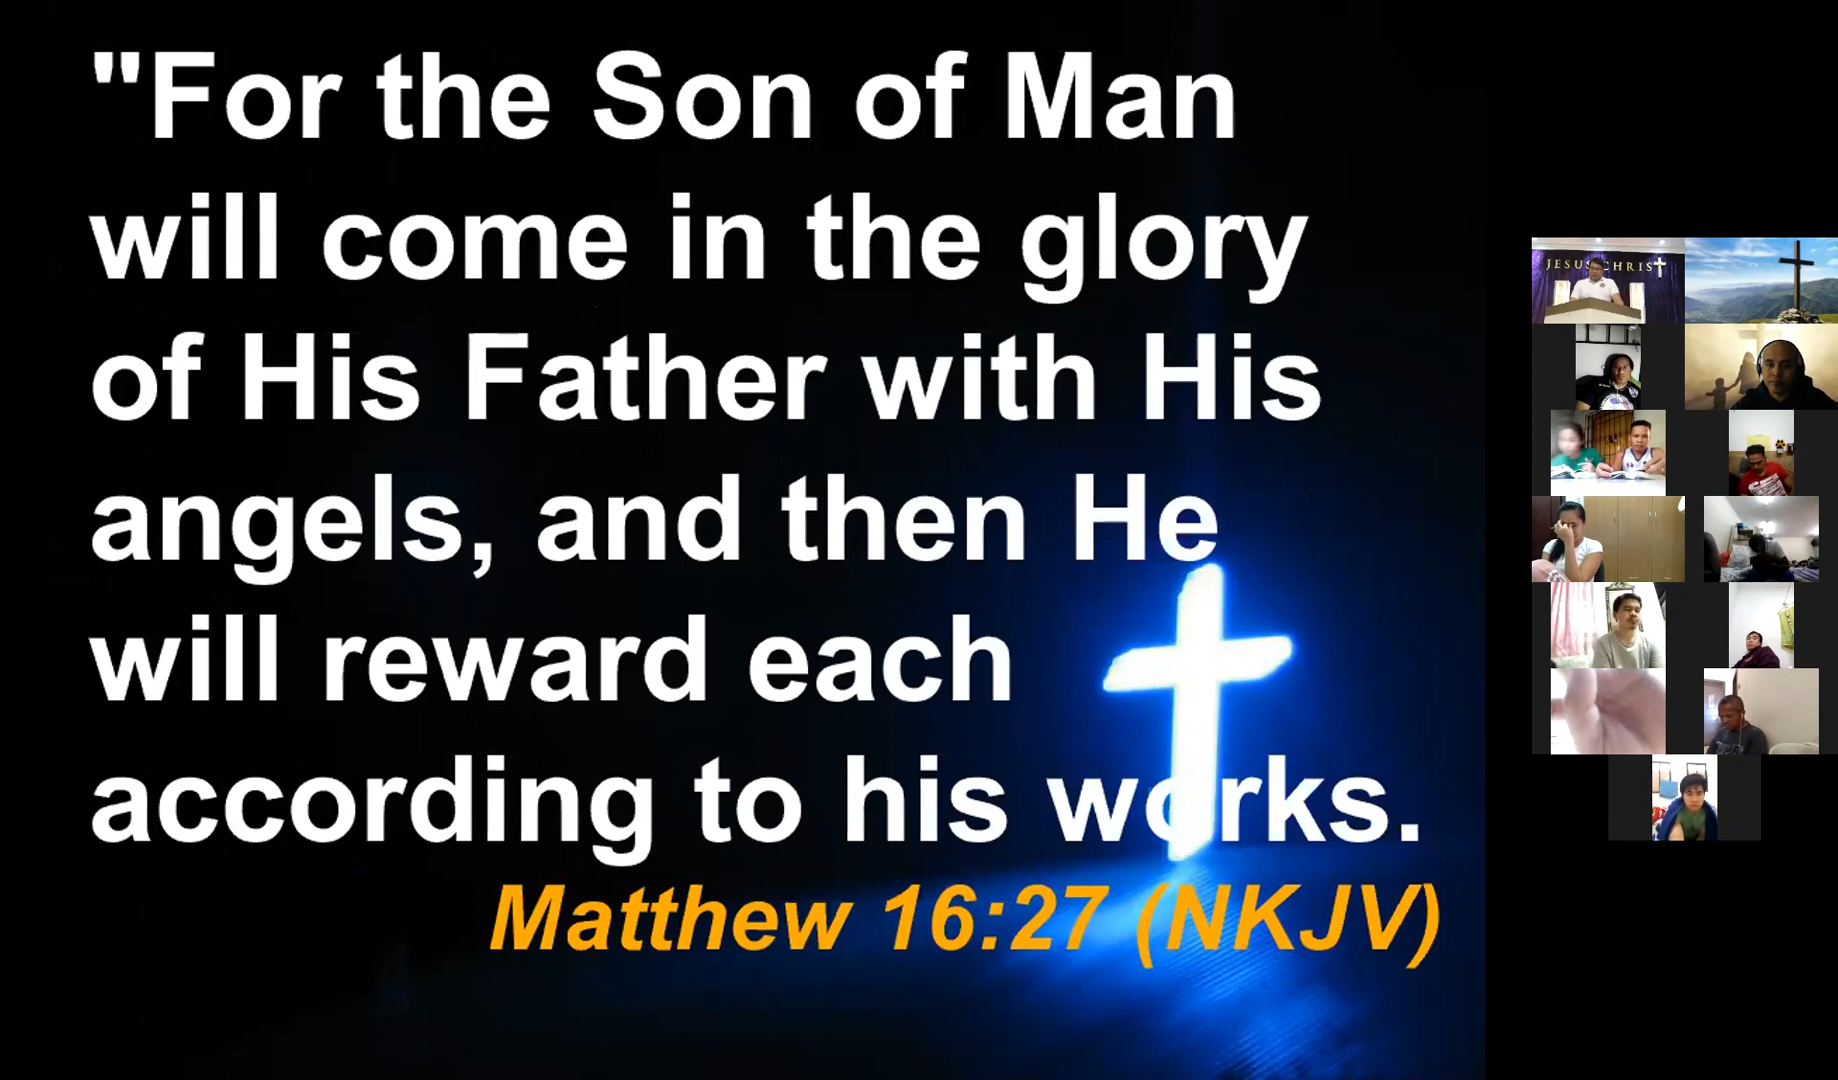 "For the Son of Man
will come in the glory
of His Father with His
angels, and then He
will reward each
according to his works.
Matthew 16:27 (NKJV)
JESUS CHRIST